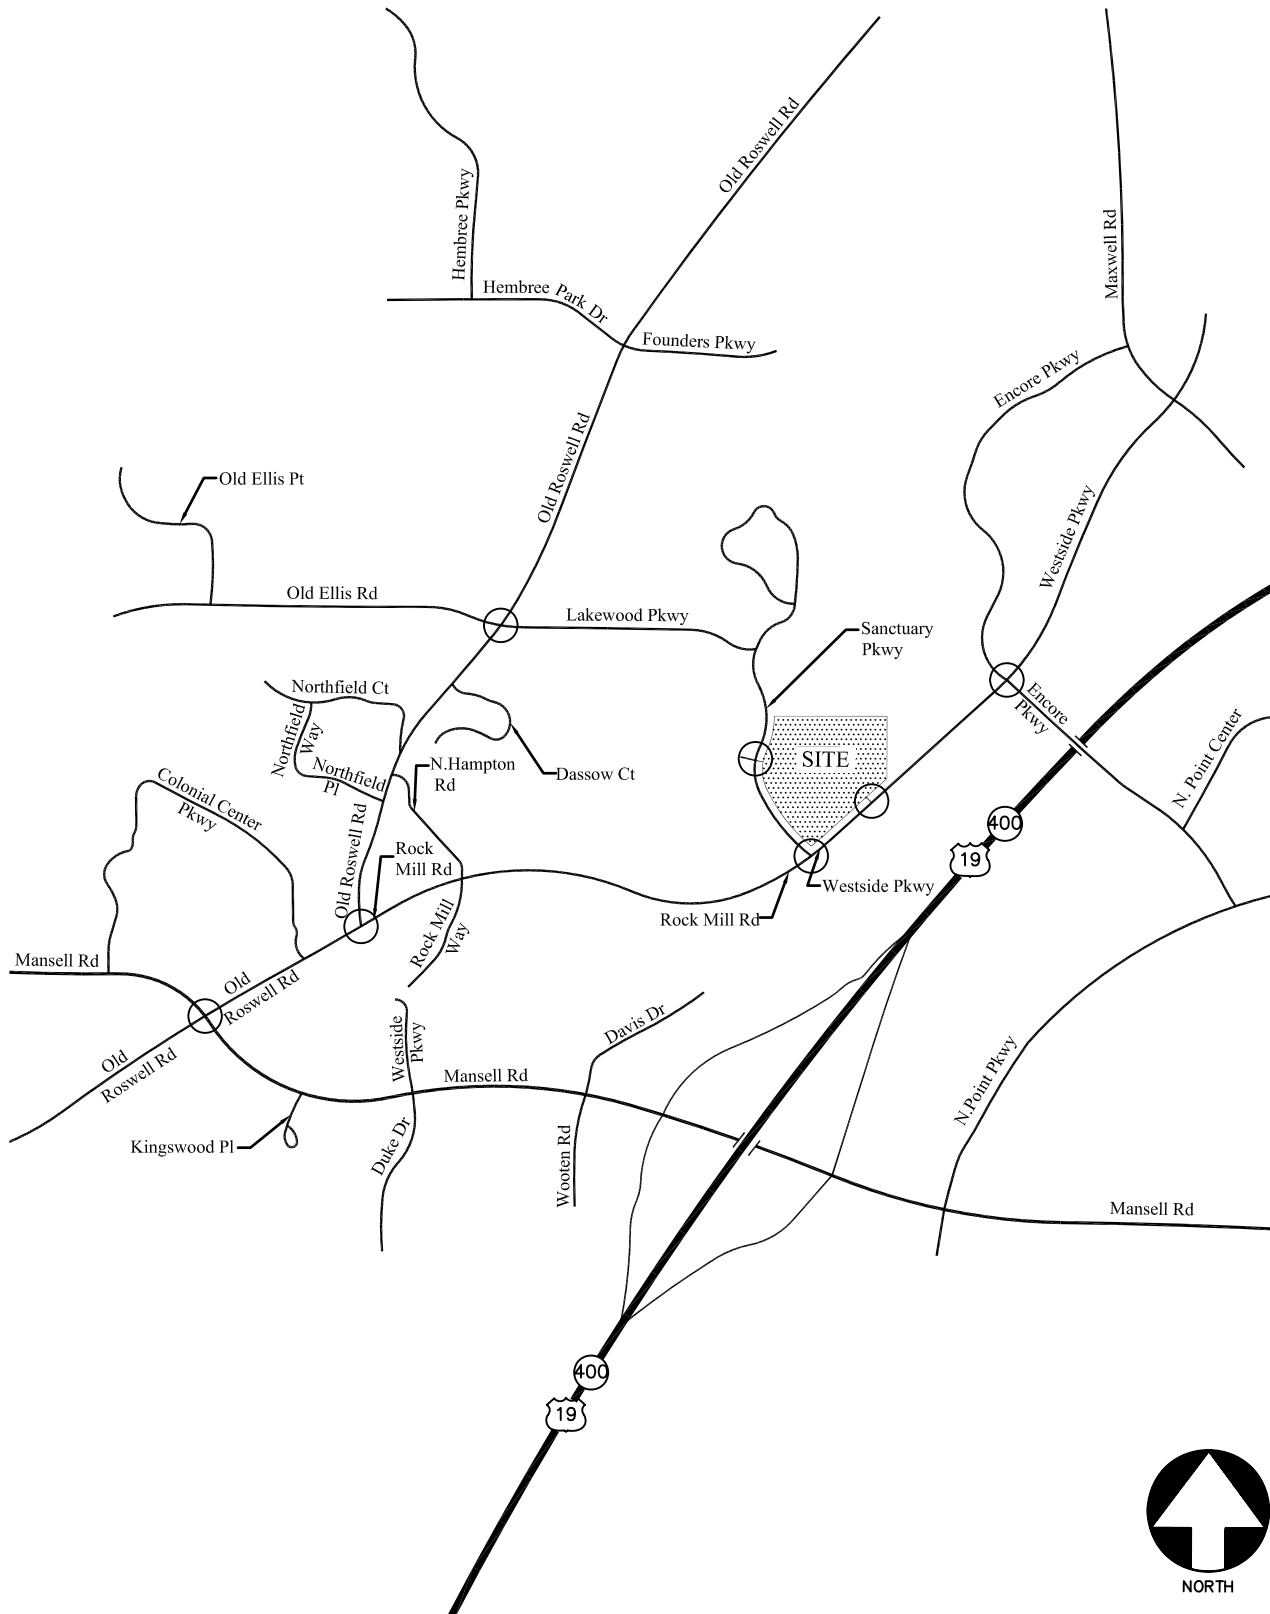 Old Roswell Rd
Hembree Pkwy
Maxwell Rd
Hembree Park Dr
Founders Pkwy
Encore Pkwy
Old Roswell Rd
Old Ellis Pt
Westside Pkwy
Old Ellis Rd
Lakewood Pkwy
Sanctuary
Pkwy
Northfield Ct
Encore
Pkwy
Northfield
Way
N. Point Center
SITE
N.Hampton
Rd
Dassow Ct
Northfield
Pl
Colonial Center
Pkwy
400
19
Old Roswell Rd
Rock
Mill Rd
Westside Pkwy
Rock Mill Rd
Rock Mill
Way
Mansell Rd
Old
Roswell Rd
Old
Roswell Rd
Westside
Pkwy
Davis Dr
Mansell Rd
N.Point Pkwy
Kingswood Pl
Duke Dr
Wooten Rd
Mansell Rd
400
19
NORTH